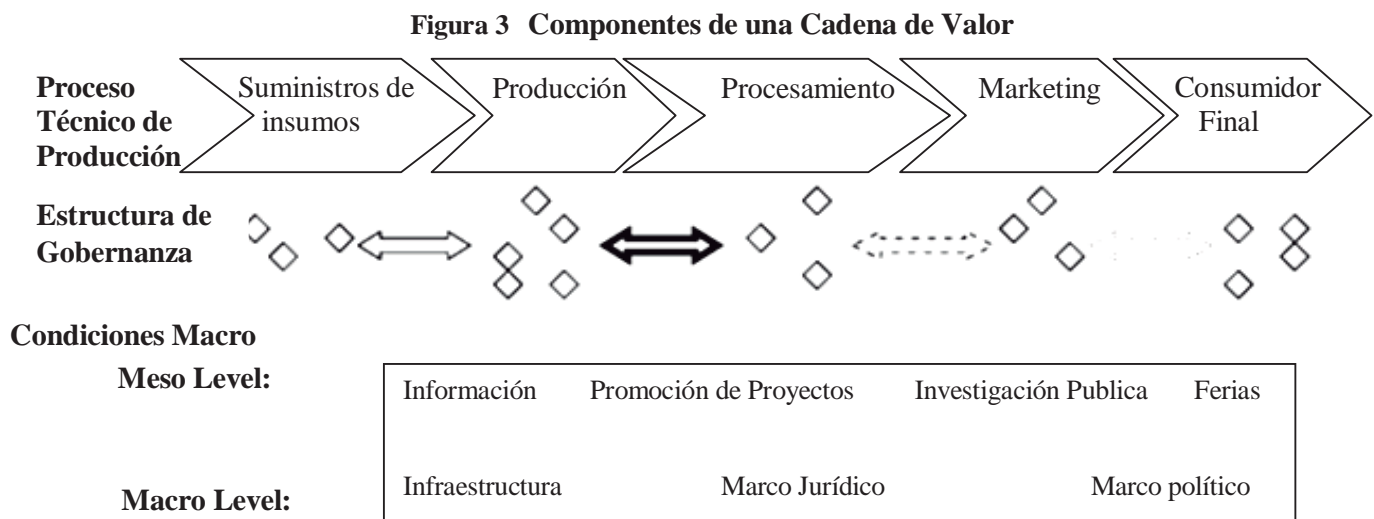 Figura 3 Componentes de una Cadena de Valor
Proceso
Técnico de
Producción
Suministros de
insumos
Producción
Procesamiento
Marketing
Consumidor
Final
Estructura de
Gobernanza
Condiciones Macro
Meso Level:
Información Promoción de Proyectos Investigación Publica Ferias
Macro Level:
Infraestructura Marco Jurídico Marco político